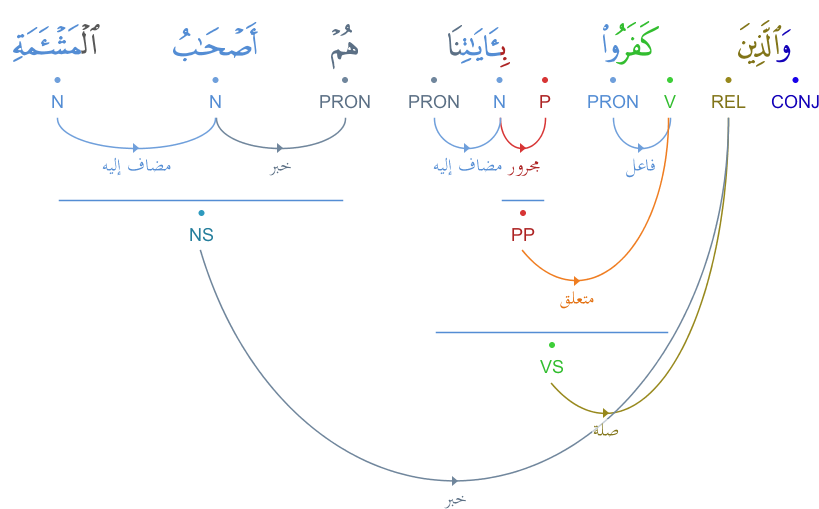 وَٱلَّذِينَ كَفَرُوا۟ بِـَٔايَـٰتِنَا هُمْ أَصْحَـٰبُ ٱلْمَشْـَٔمَةِ
CONJ REL V PRON P N PRON PRON N N
فاعل مجرور مضاف إليه خبر مضاف إليه
PP NS
متعلق
VS
صلة
خبر